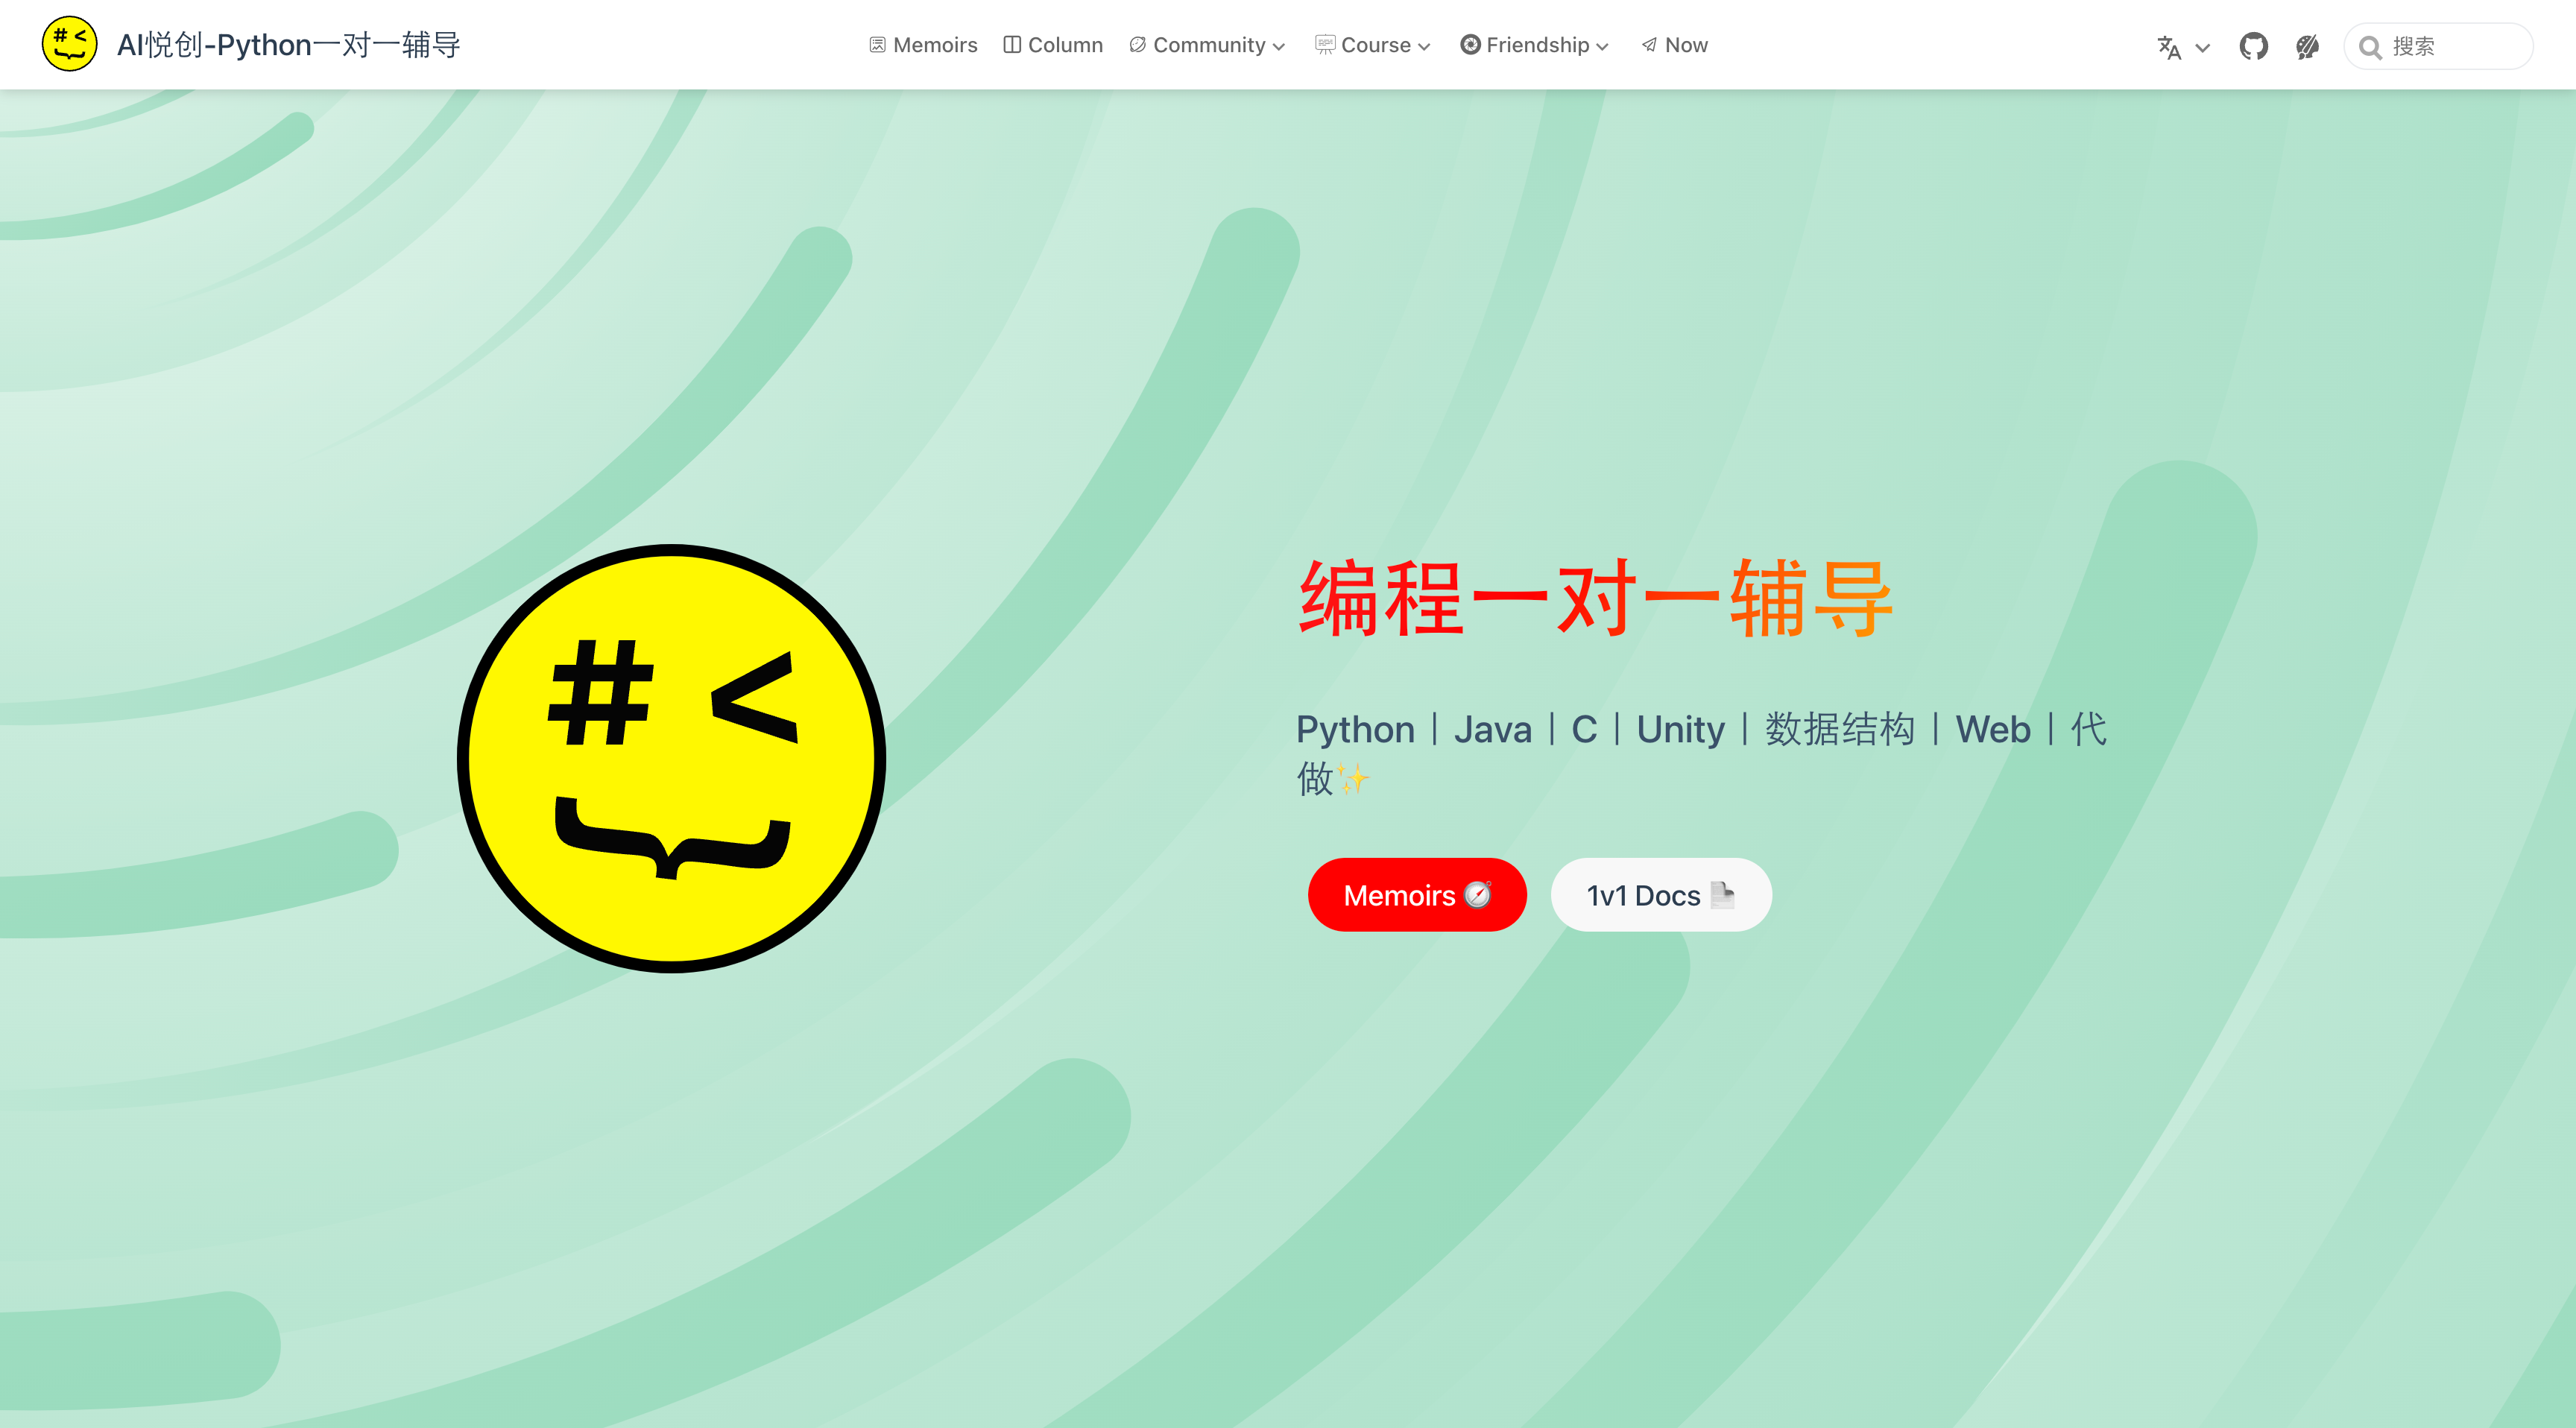 AI悦创-Python一对一辅导
Memoirs Column Community Course Friendship Now
搜索
# <
编程一对一辅导
Python｜Java｜C｜Unity｜数据结构｜Web｜代
做✨
Memoirs 🧭 1v1 Docs